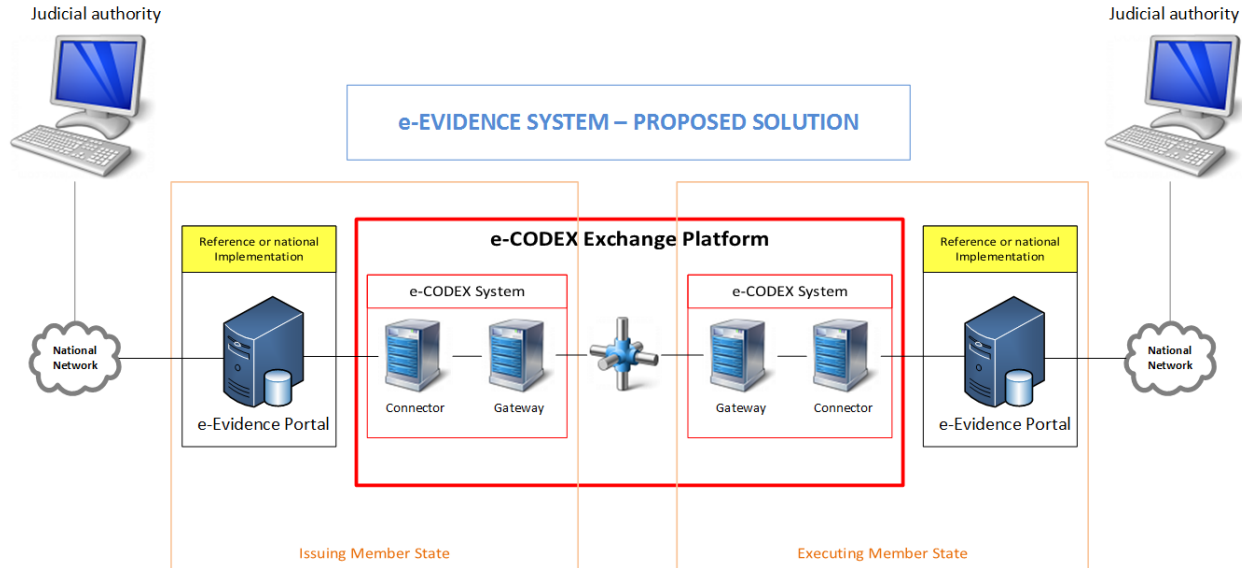 Judicial authority
Judicial authority
e-EVIDENCE SYSTEM – PROPOSED SOLUTION
Reference or national
Implementation
e-CODEX Exchange Platform
Reference or national
Implementation
e-CODEX System
e-CODEX System
National
Network
e-Evidence Portal
Connector
Gateway
Gateway
Connector
e-Evidence Portal
National
Network
Issuing Member State
Executing Member State